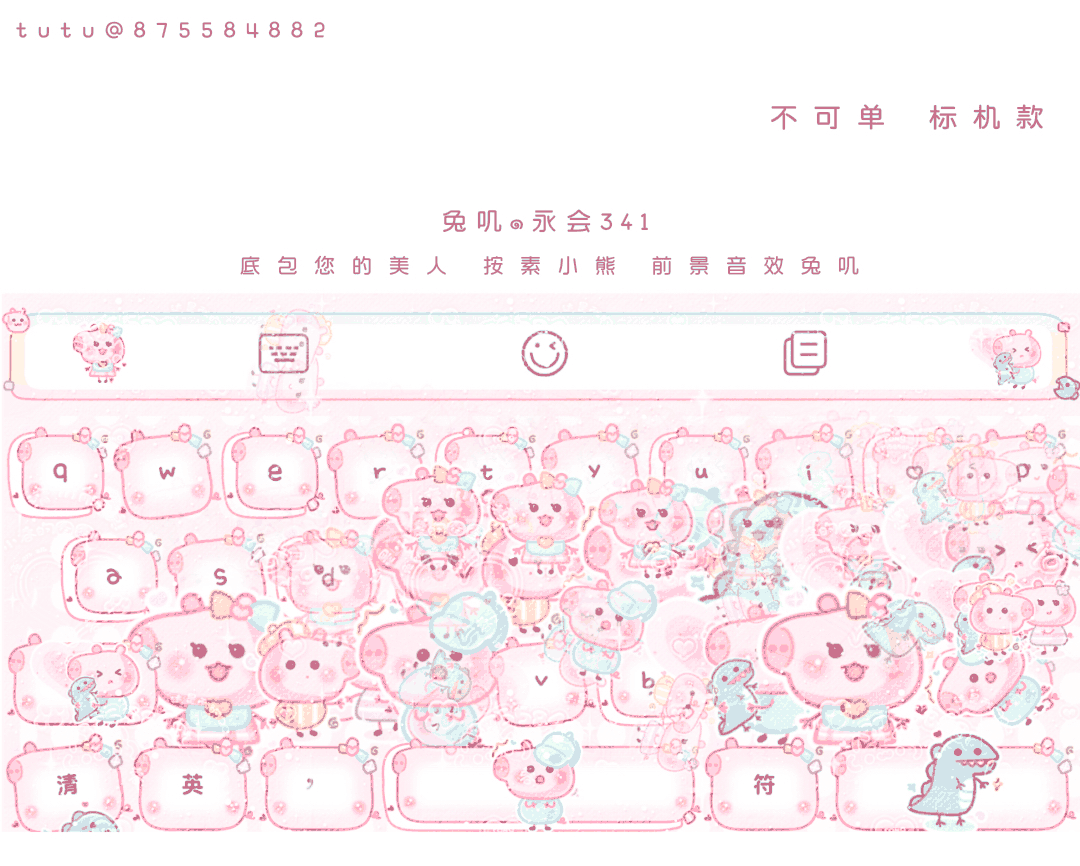 tutu@875584882
不可单 标机款
兔叽๑永会341
底包您的美人 按素小熊 前景音效兔叽
q w e r t y u i p
a s d
v b
清 英 , 符